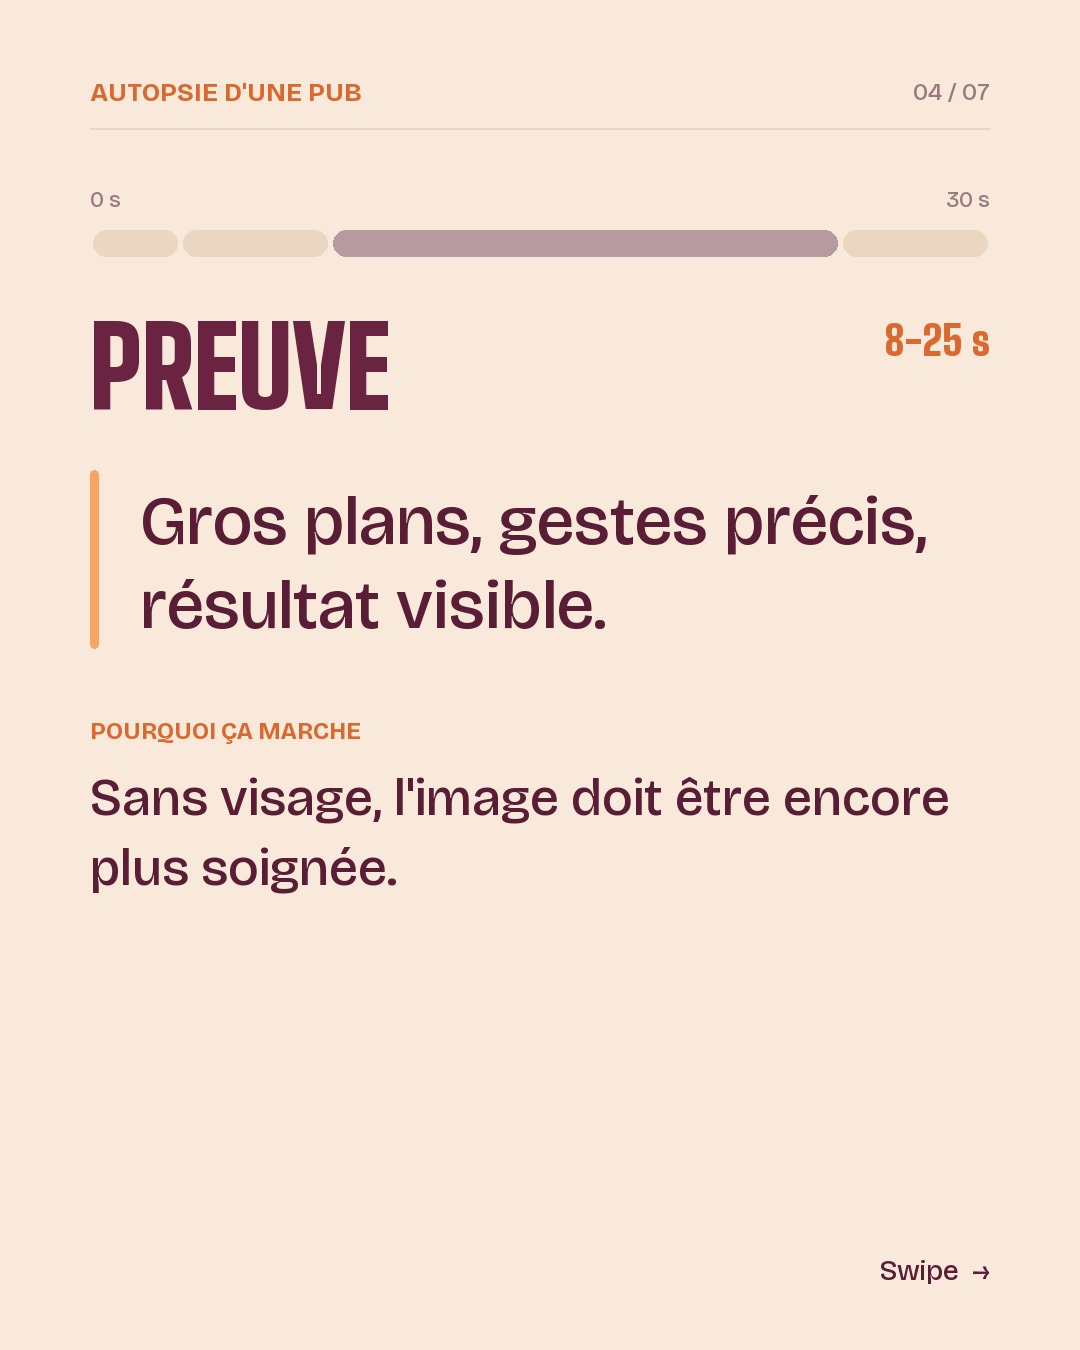 AUTOPSIE D'UNE PUB
04 / 07
0 s
30 s
PREUVE
8–25 s
Gros plans, gestes précis,
résultat visible.
POURQUOI ÇA MARCHE
Sans visage, l'image doit être encore
plus soignée.
Swipe →